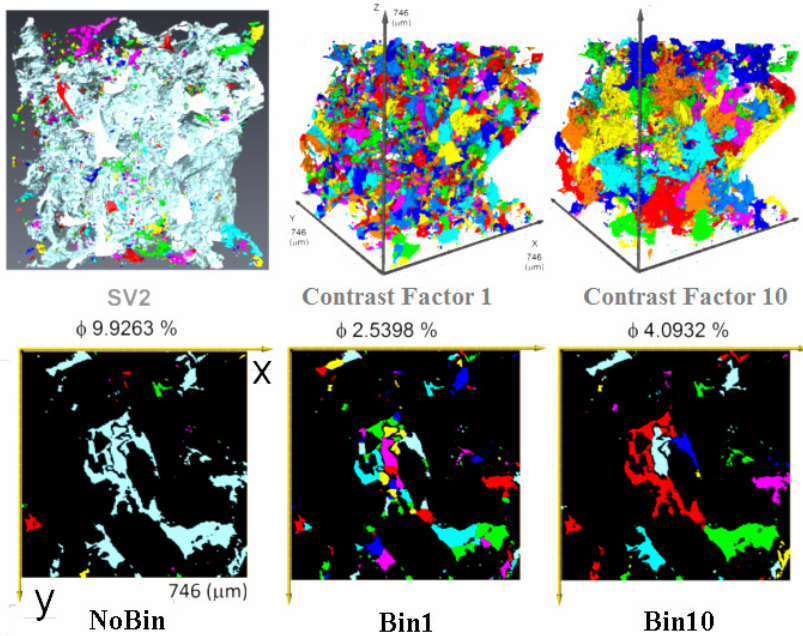 Z
746
(μm)
Y
746
(μm)
X
746
(μm)
SV2
Contrast Factor 1
Contrast Factor 10
ϕ 9.9263 %
ϕ 2.5398 %
ϕ 4.0932 %
X
y
746 (μm)
NoBin
Bin1
Bin10